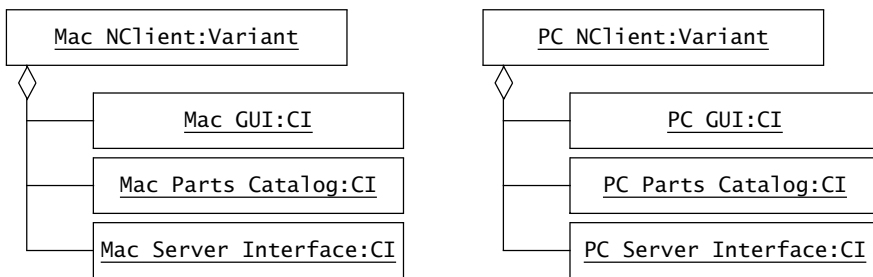 Mac NClient:Variant
Mac GUI:CI
Mac Parts Catalog:CI
Mac Server Interface:CI
PC NClient:Variant
PC GUI:CI
PC Parts Catalog:CI
PC Server Interface:CI